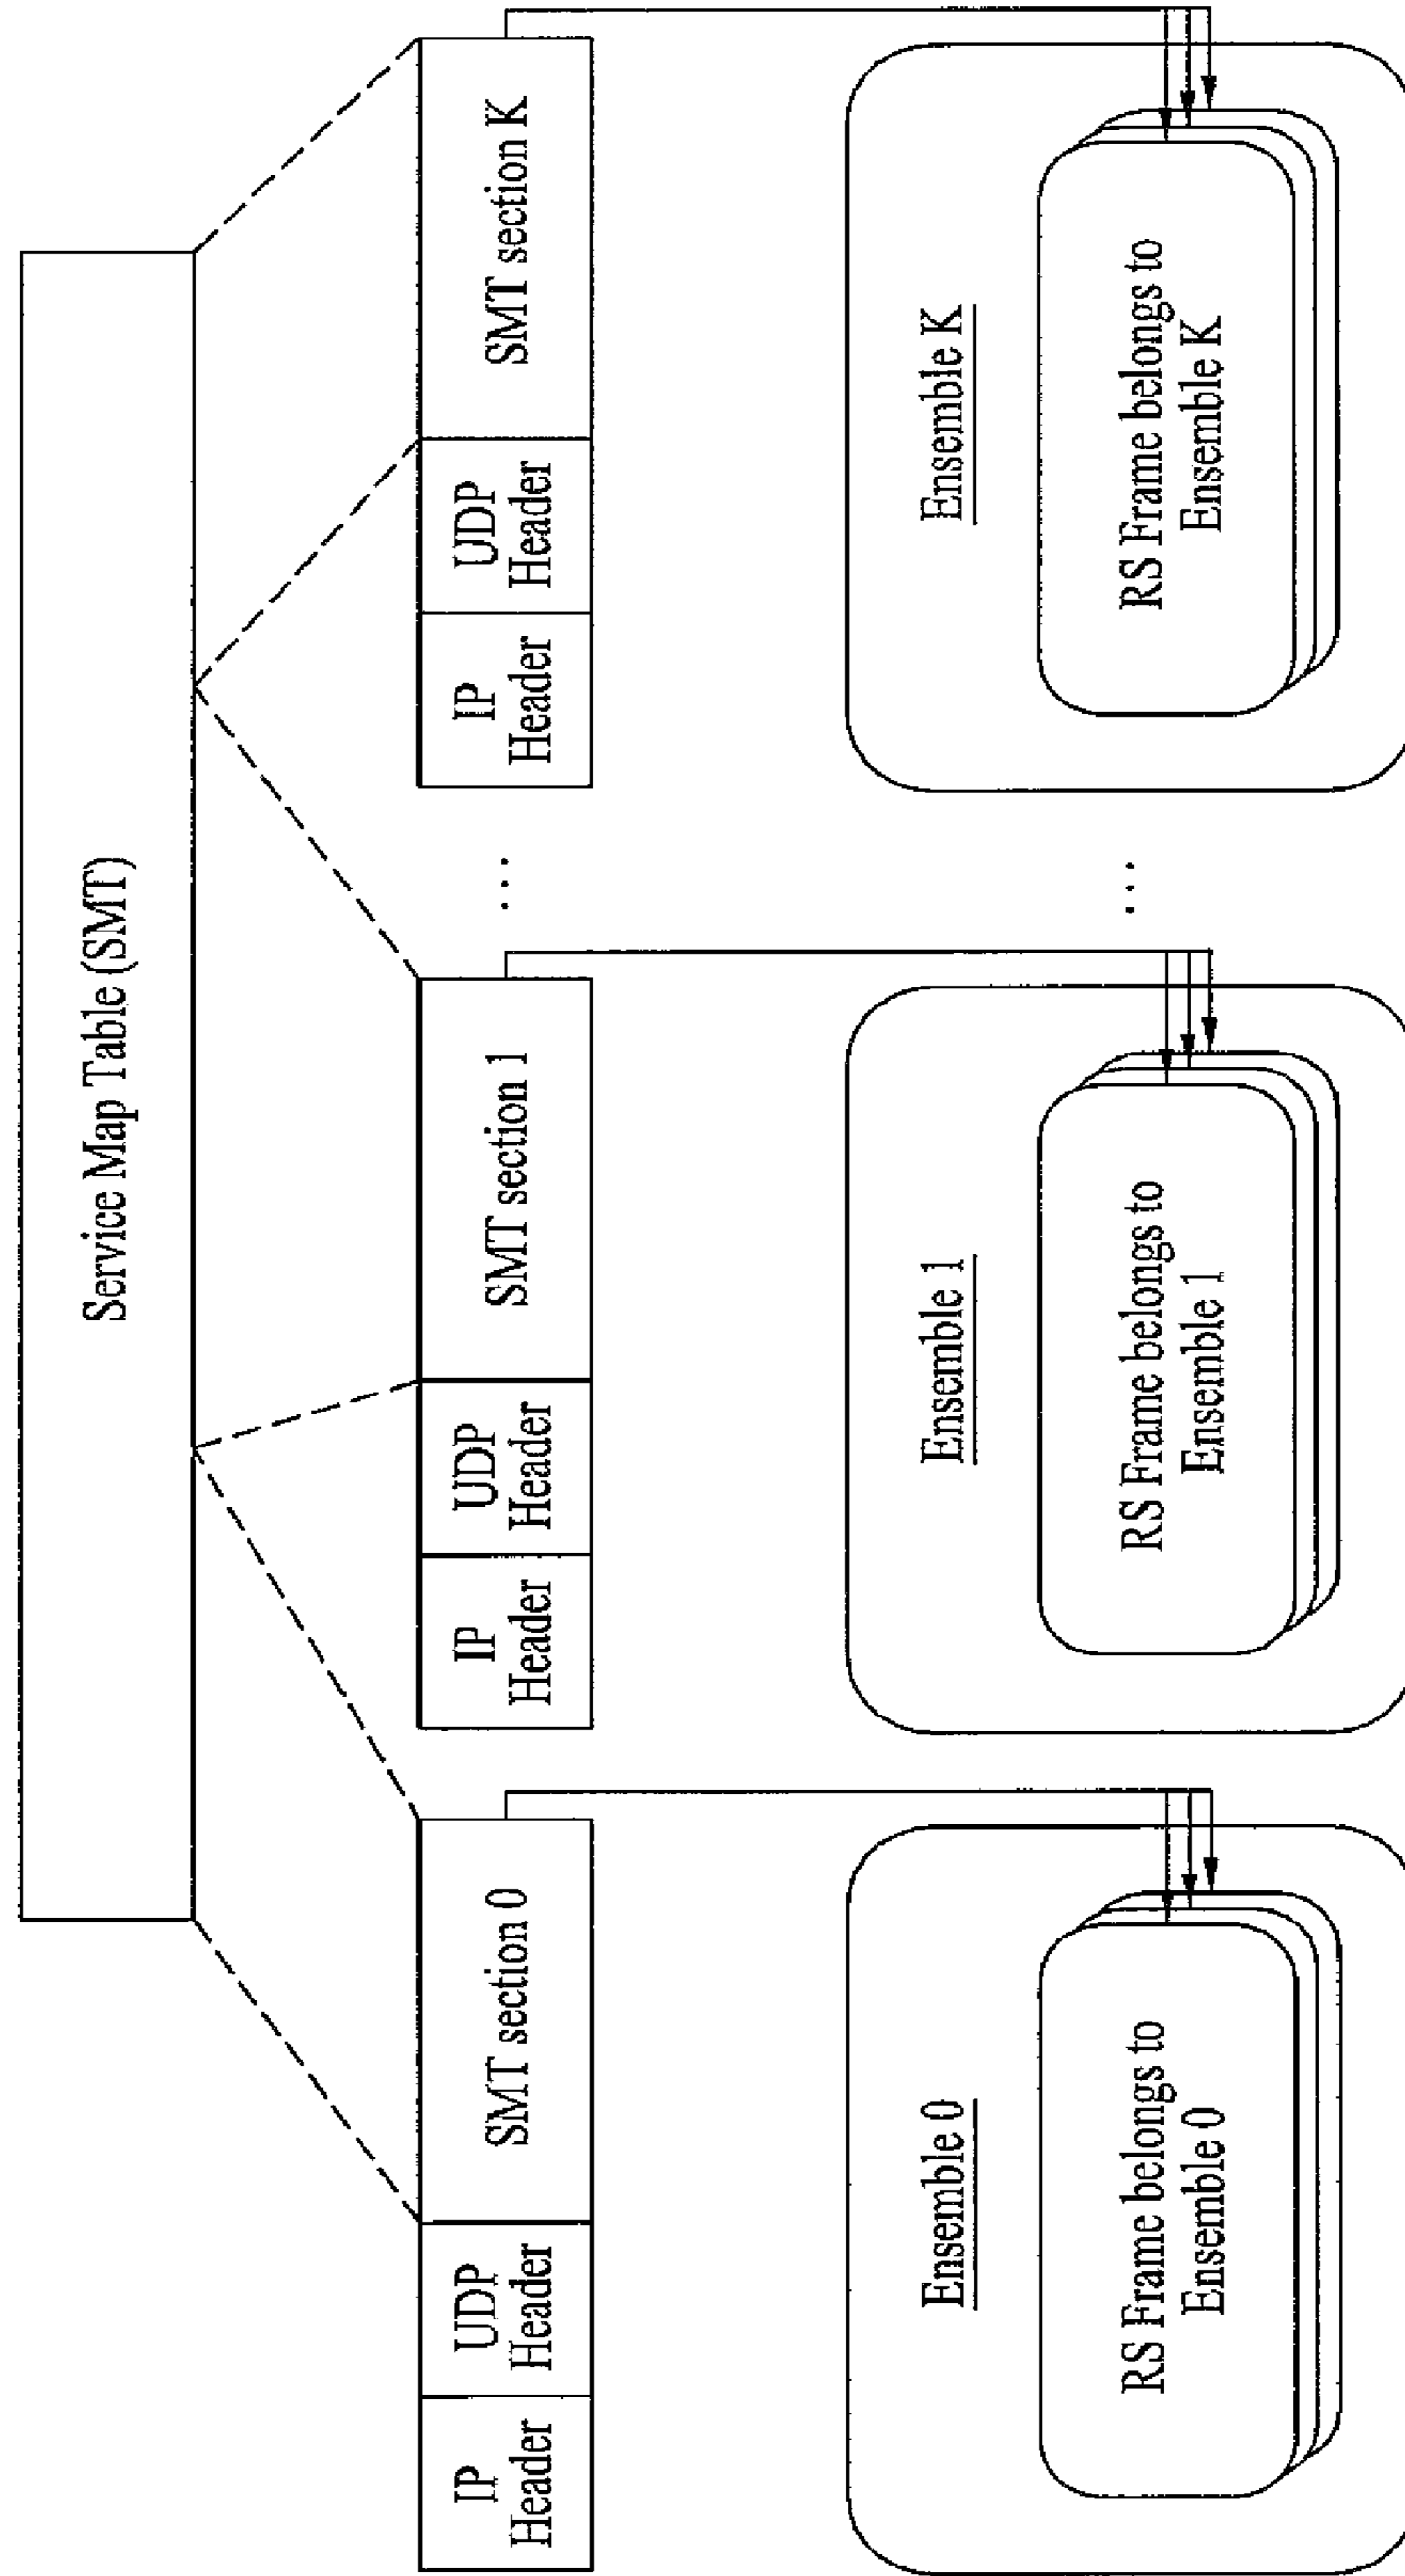 Service Map Table (SMT)
IP
Header
UDP
Header
SMT section 0
IP
Header
UDP
Header
SMT section 1
...
IP
Header
UDP
Header
SMT section K
Ensemble 0
RS Frame belongs to
Ensemble 0
Ensemble 1
RS Frame belongs to
Ensemble 1
...
Ensemble K
RS Frame belongs to
Ensemble K